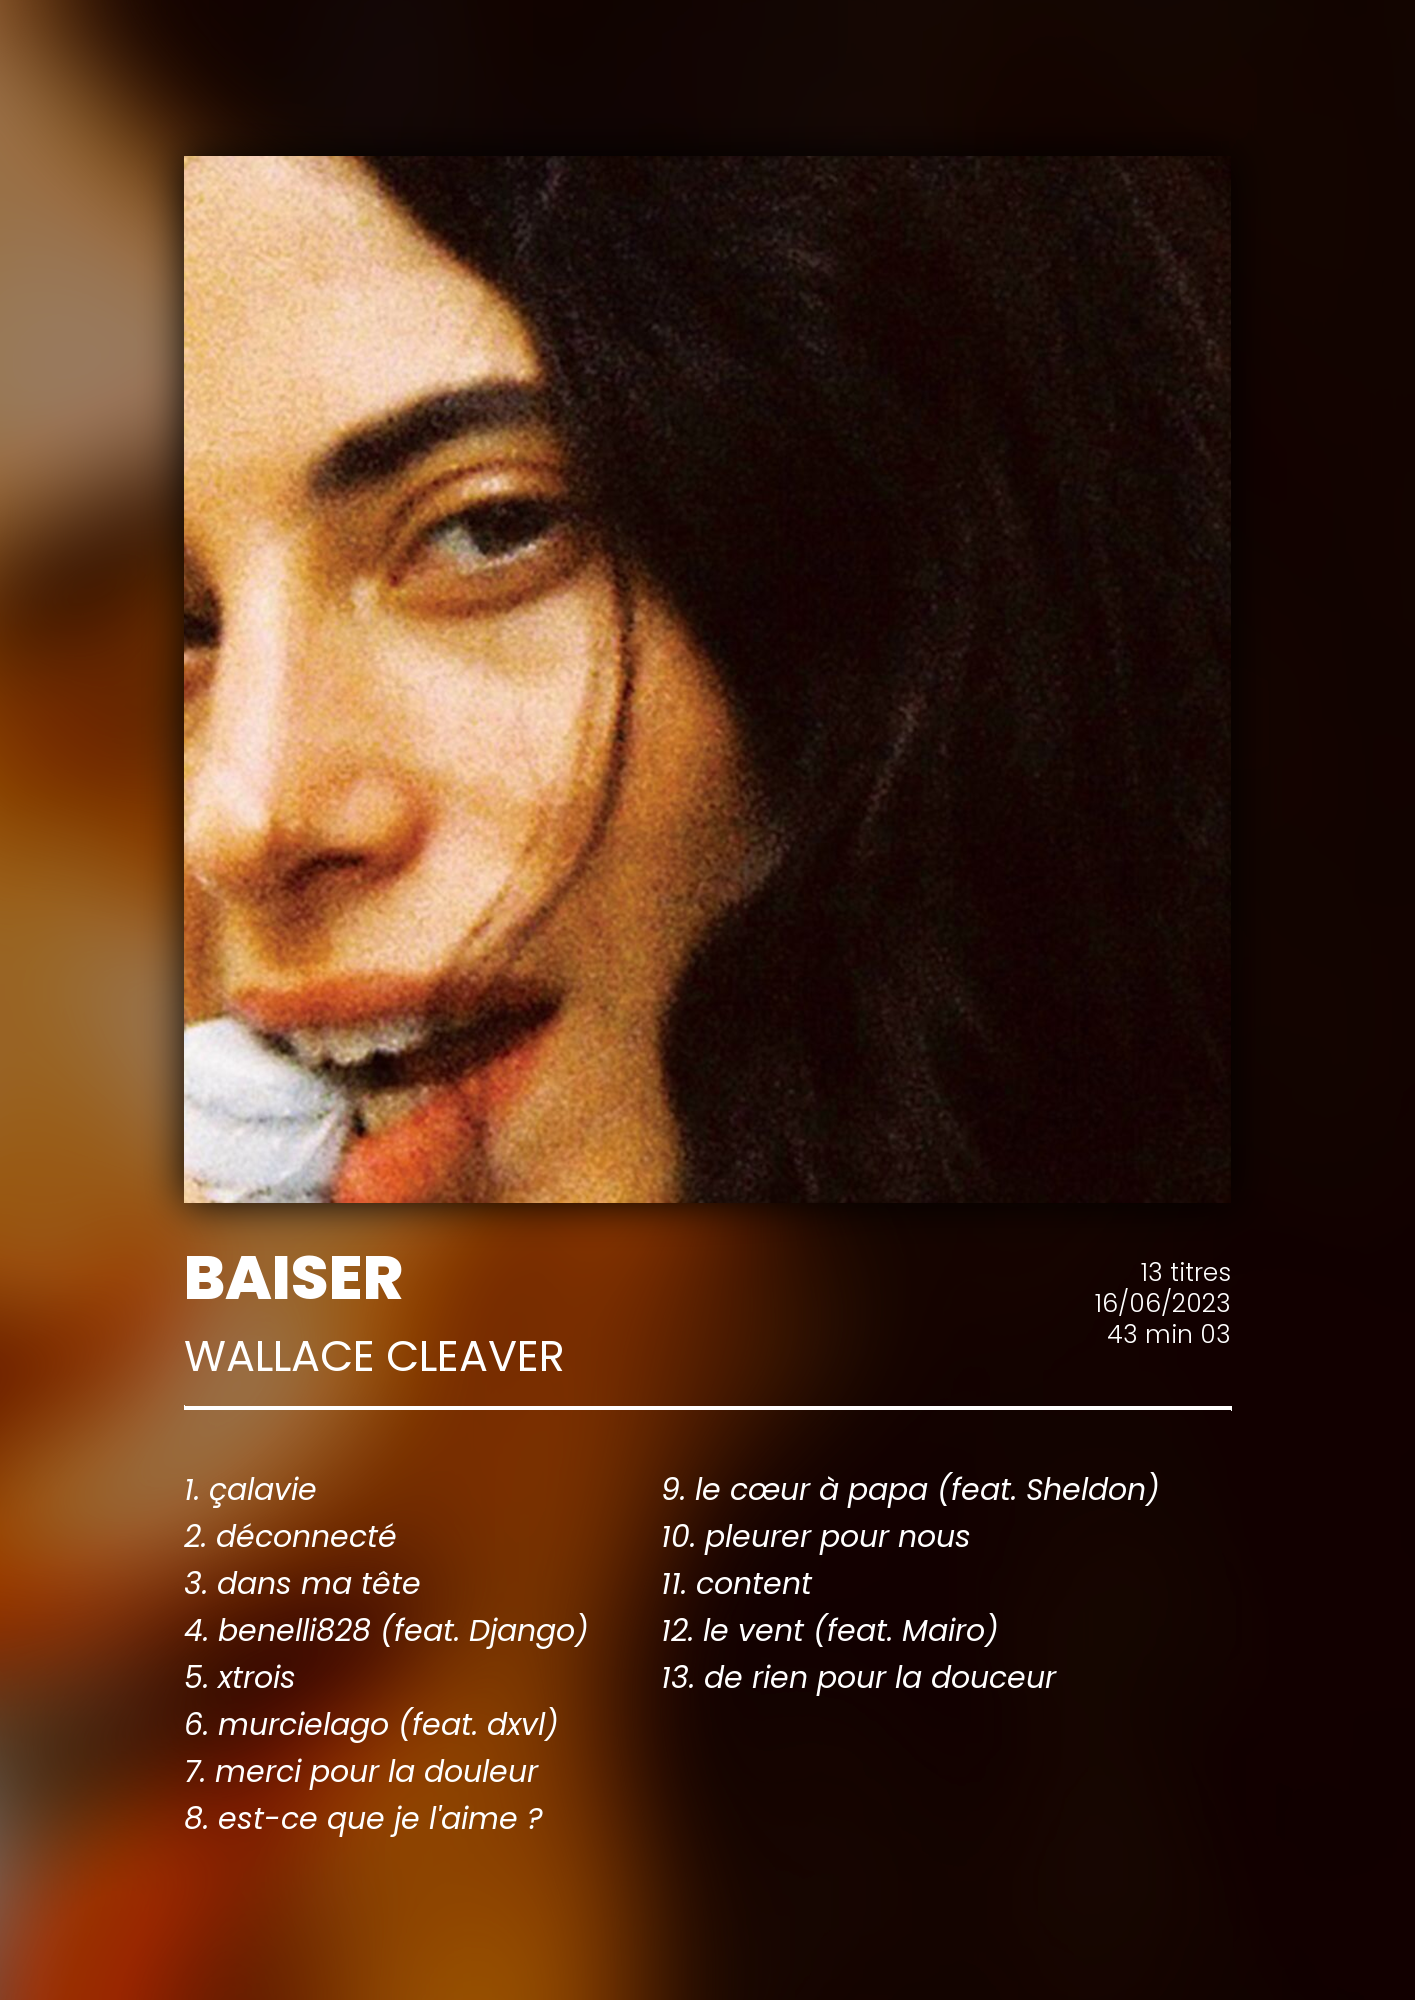 BAISER
WALLACE CLEAVER
13 titres
16/06/2023
43 min 03
1. çalavie
2. déconnecté
3. dans ma tête
4. benelli828 (feat. Django)
5. xtrois
6. murcielago (feat. dxvl)
7. merci pour la douleur
8. est-ce que je l'aime ?
9. le cœur à papa (feat. Sheldon)
10. pleurer pour nous
11. content
12. le vent (feat. Mairo)
13. de rien pour la douceur